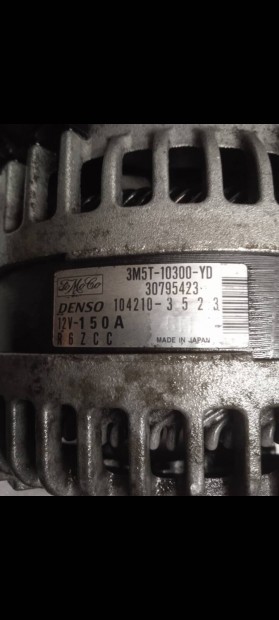 3M5T-10300-YD
30795423
DENSO 104210-3523
12V-150A
R6ZCC
MADE IN JAPAN